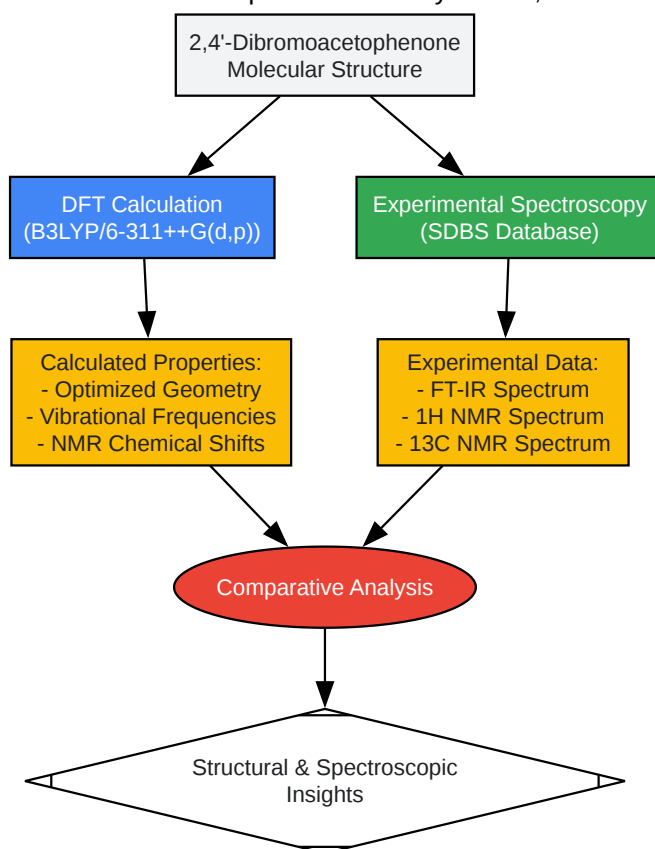 2,4'-Dibromoacetophenone
Molecular Structure
DFT Calculation
(B3LYP/6-311++G(d,p))
Experimental Spectroscopy
(SDBS Database)
Calculated Properties:
- Optimized Geometry
- Vibrational Frequencies
- NMR Chemical Shifts
Experimental Data:
- FT-IR Spectrum
- 1H NMR Spectrum
- 13C NMR Spectrum
Comparative Analysis
Structural & Spectroscopic
Insights